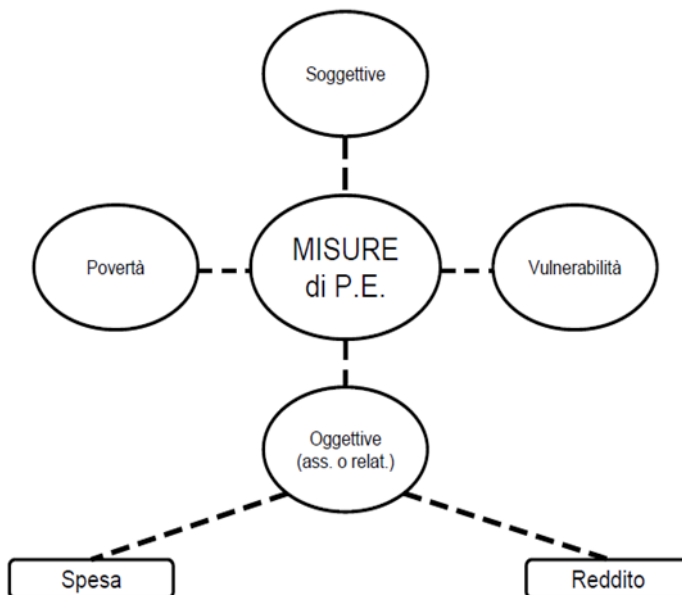 Soggettive
Povertà
MISURE
di P.E.
Vulnerabilità
Oggettive
(ass. o relat.)
Spesa
Reddito